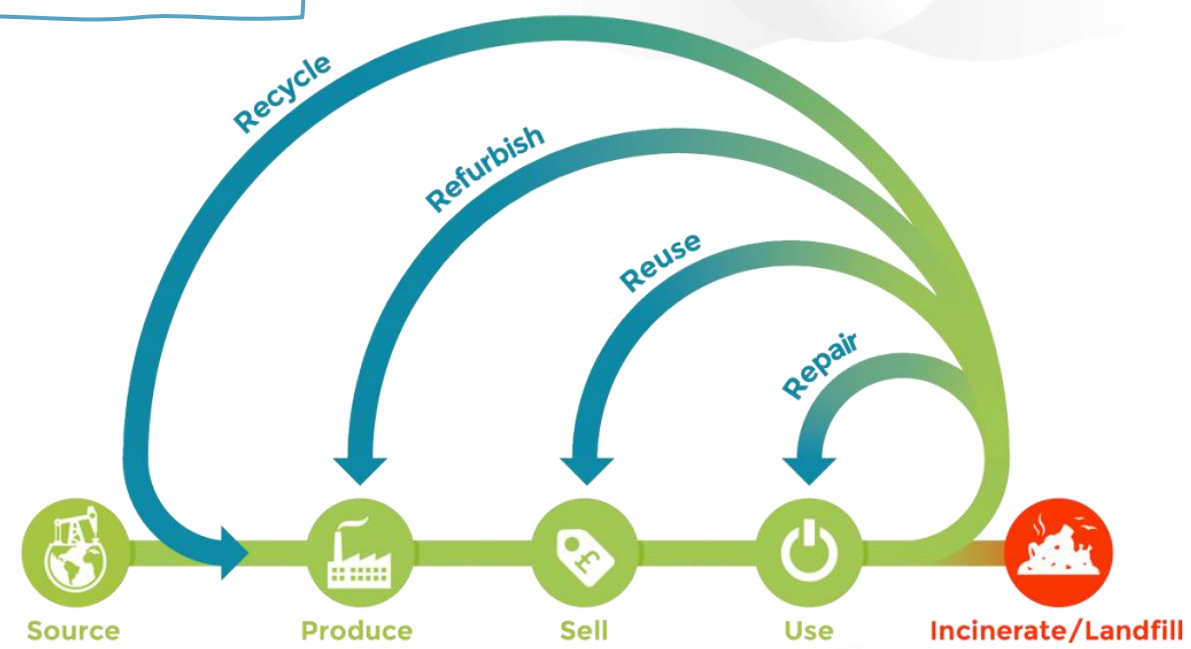 Recycle
Refurbish
Reuse
Repair
£
Source
Produce
Sell
Use
Incinerate/Landfill